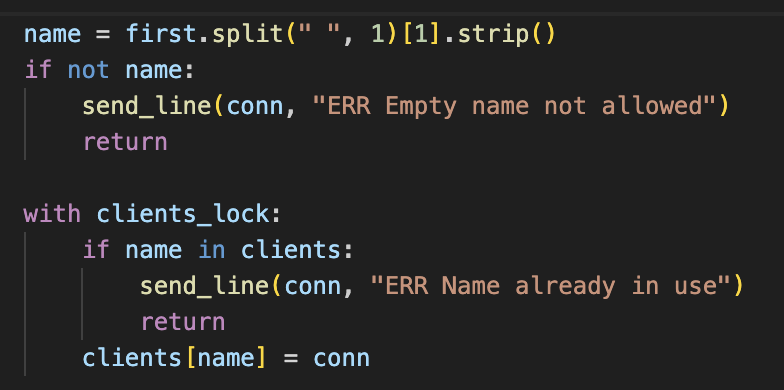 name = first.split(" ", 1)[1].strip()
if not name:
    send_line(conn, "ERR Empty name not allowed")
    return

with clients_lock:
    if name in clients:
        send_line(conn, "ERR Name already in use")
        return
    clients[name] = conn